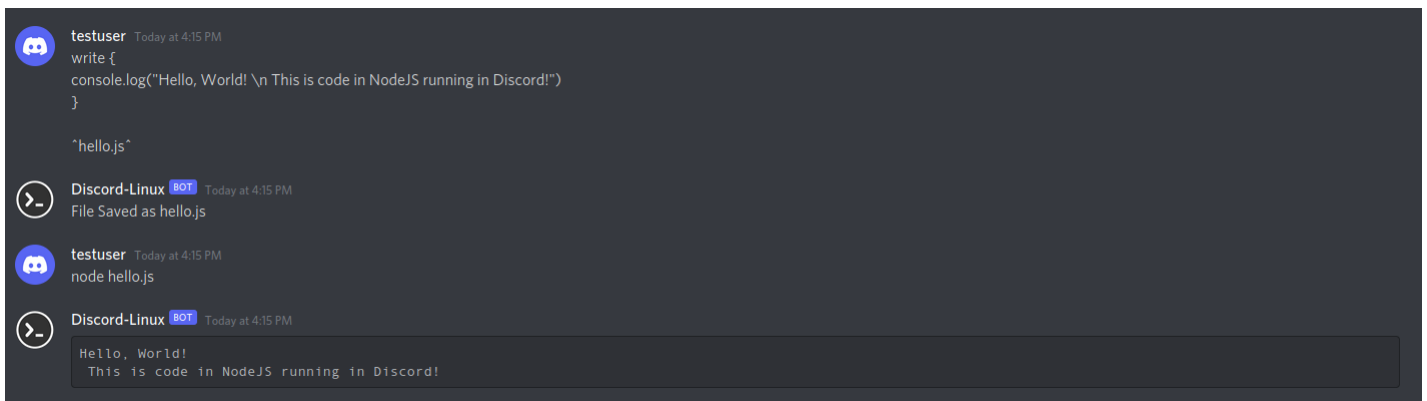 testuser Today at 4:15 PM
write {
console.log("Hello, World! \n This is code in NodeJS running in Discord!")
}
^hello.js^
Discord-Linux BOT Today at 4:15 PM
File Saved as hello.js
testuser Today at 4:15 PM
node hello.js
Discord-Linux BOT Today at 4:15 PM
Hello, World!
 This is code in NodeJS running in Discord!